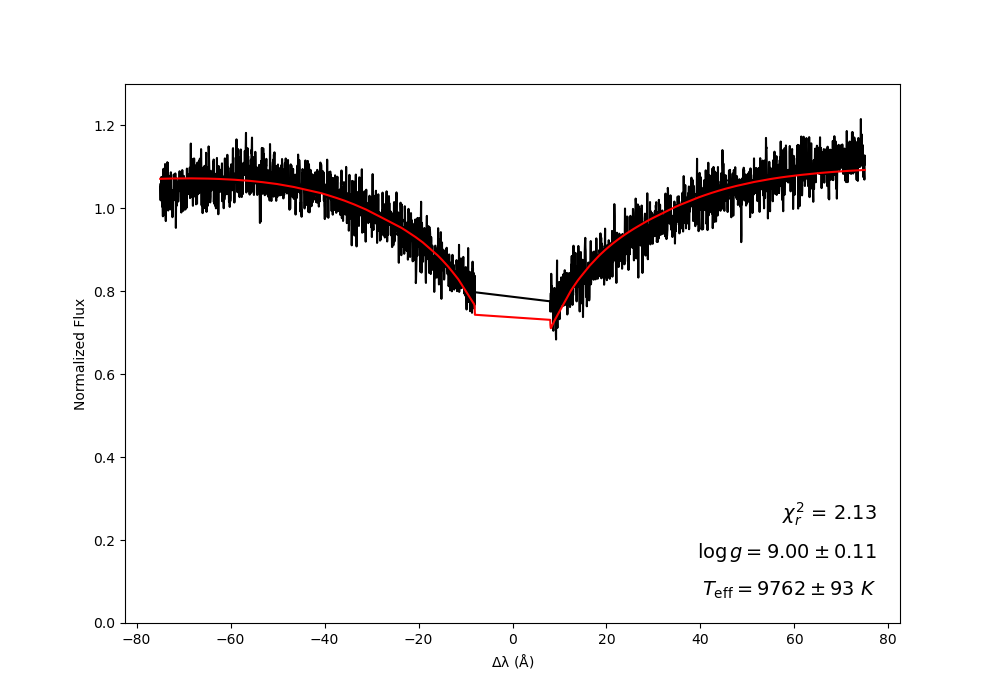 1.2
1.0
0.8
0.6
0.4
0.2
0.0
Normalized Flux
−80 −60 −40 −20 0 20 40 60 80
Δλ (Å)
χ²ᵣ = 2.13
log g = 9.00 ± 0.11
T_eff = 9762 ± 93 K